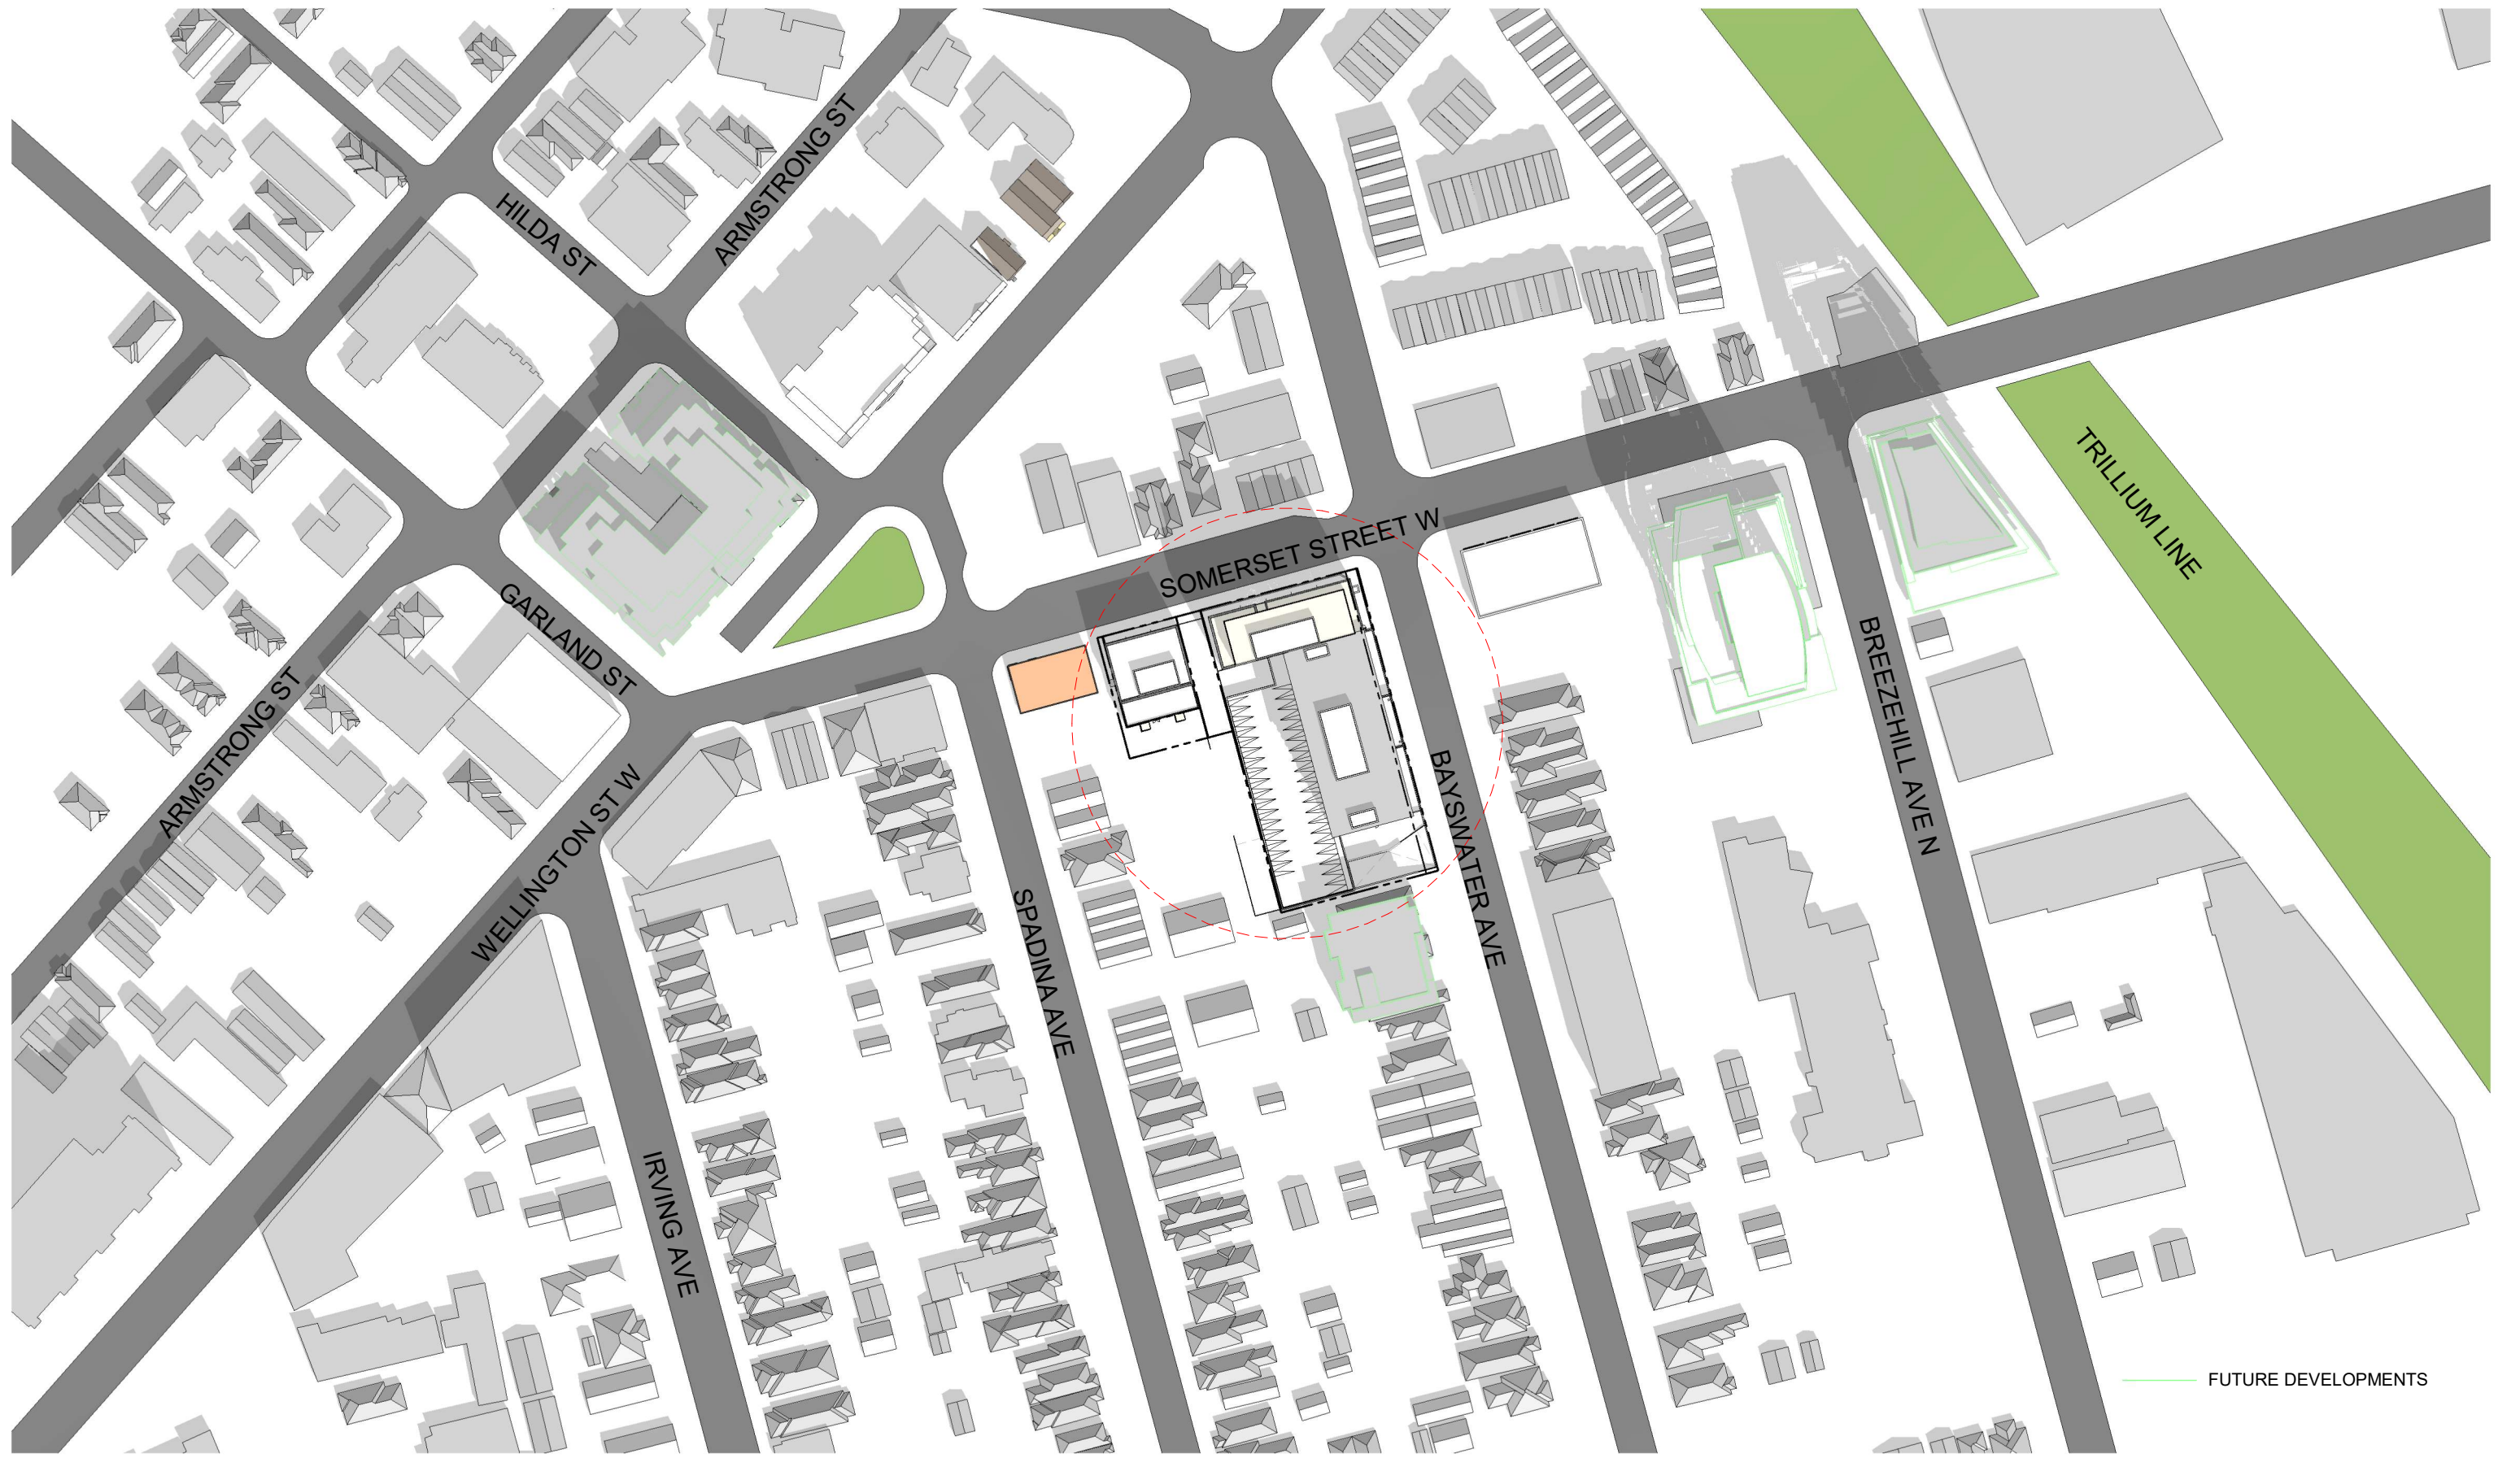 HILDA ST
ARMSTRONG ST
SOMERSET STREET W
TRILLIUM LINE
GARLAND ST
ARMSTRONG ST
WELLINGTON ST W
BREEZEHILL AVE N
BAYSWATER AVE
SPADINA AVE
IRVING AVE
FUTURE DEVELOPMENTS